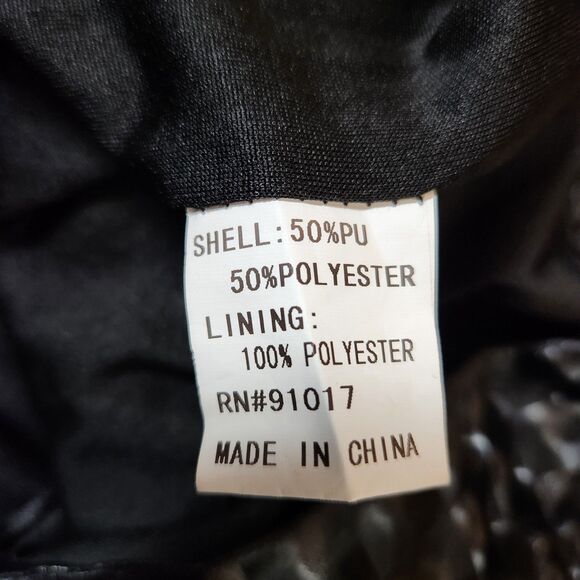 SHELL:50%PU
50%POLYESTER
LINING:
100% POLYESTER
RN#91017
MADE IN CHINA